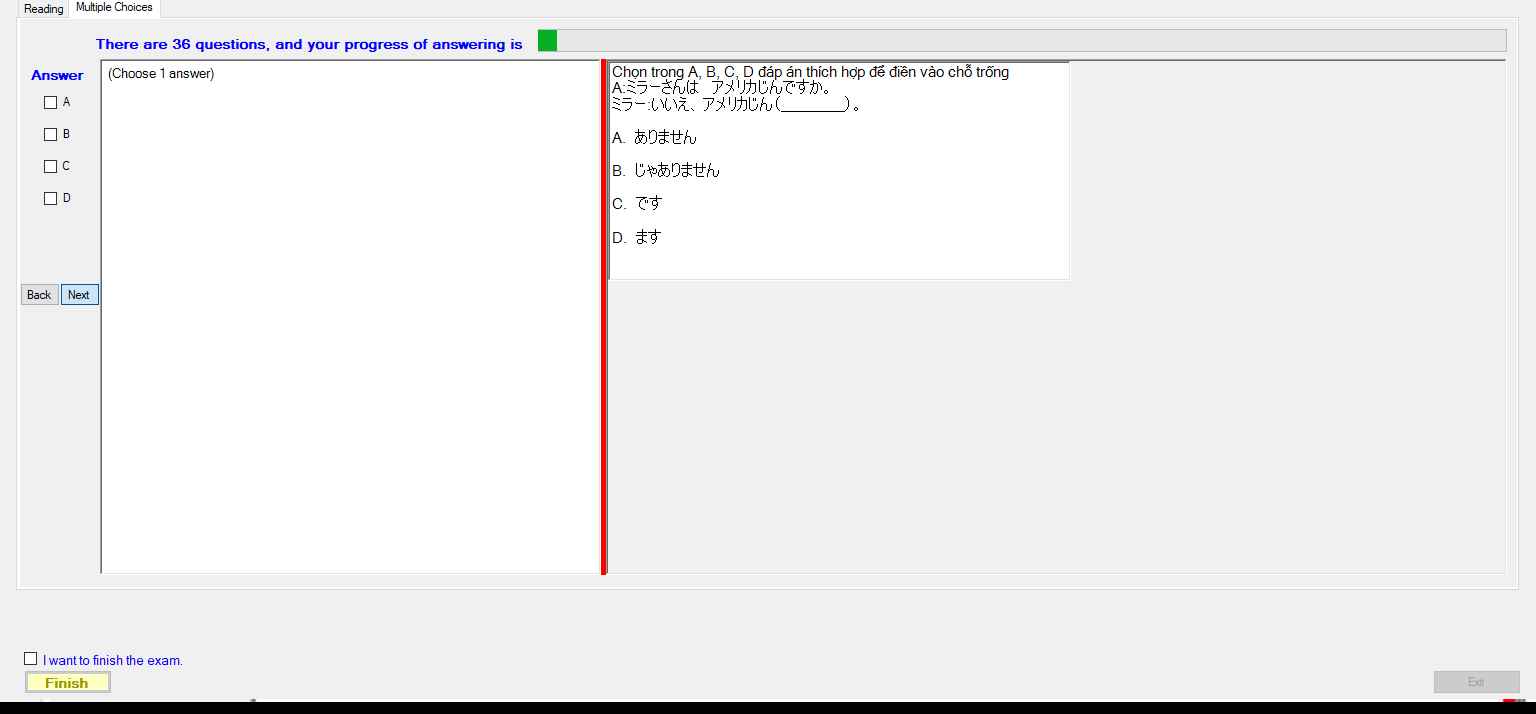 Reading Multiple Choices
There are 36 questions, and your progress of answering is
Answer
A
B
C
D
Back Next
(Choose 1 answer)
Chọn trong A, B, C, D đáp án thích hợp để điền vào chỗ trống
A:ミラーさんは　アメリカじんですか。
ミラー:いいえ、アメリカじん(________)。
A. ありません
B. じゃありません
C. です
D. ます
I want to finish the exam.
Finish
Exit